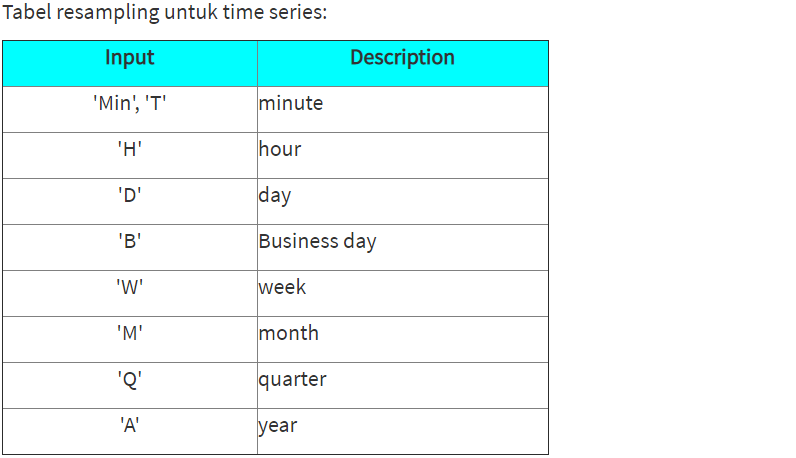 Tabel resampling untuk time series:
Input Description
'Min', 'T' minute
'H' hour
'D' day
'B' Business day
'W' week
'M' month
'Q' quarter
'A' year